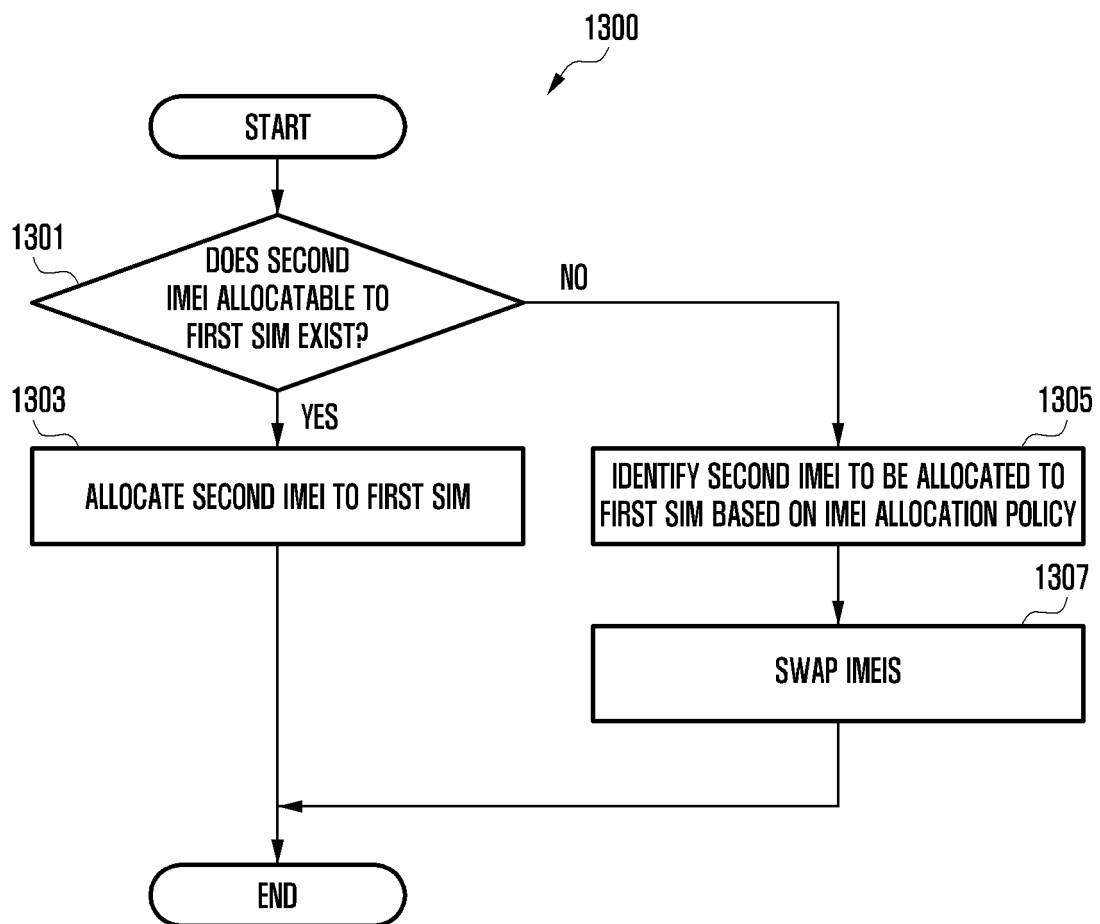 1300
START
1301
DOES SECOND
IMEI ALLOCATABLE TO
FIRST SIM EXIST?
NO
YES
1303
ALLOCATE SECOND IMEI TO FIRST SIM
1305
IDENTIFY SECOND IMEI TO BE ALLOCATED TO
FIRST SIM BASED ON IMEI ALLOCATION POLICY
1307
SWAP IMEIS
END